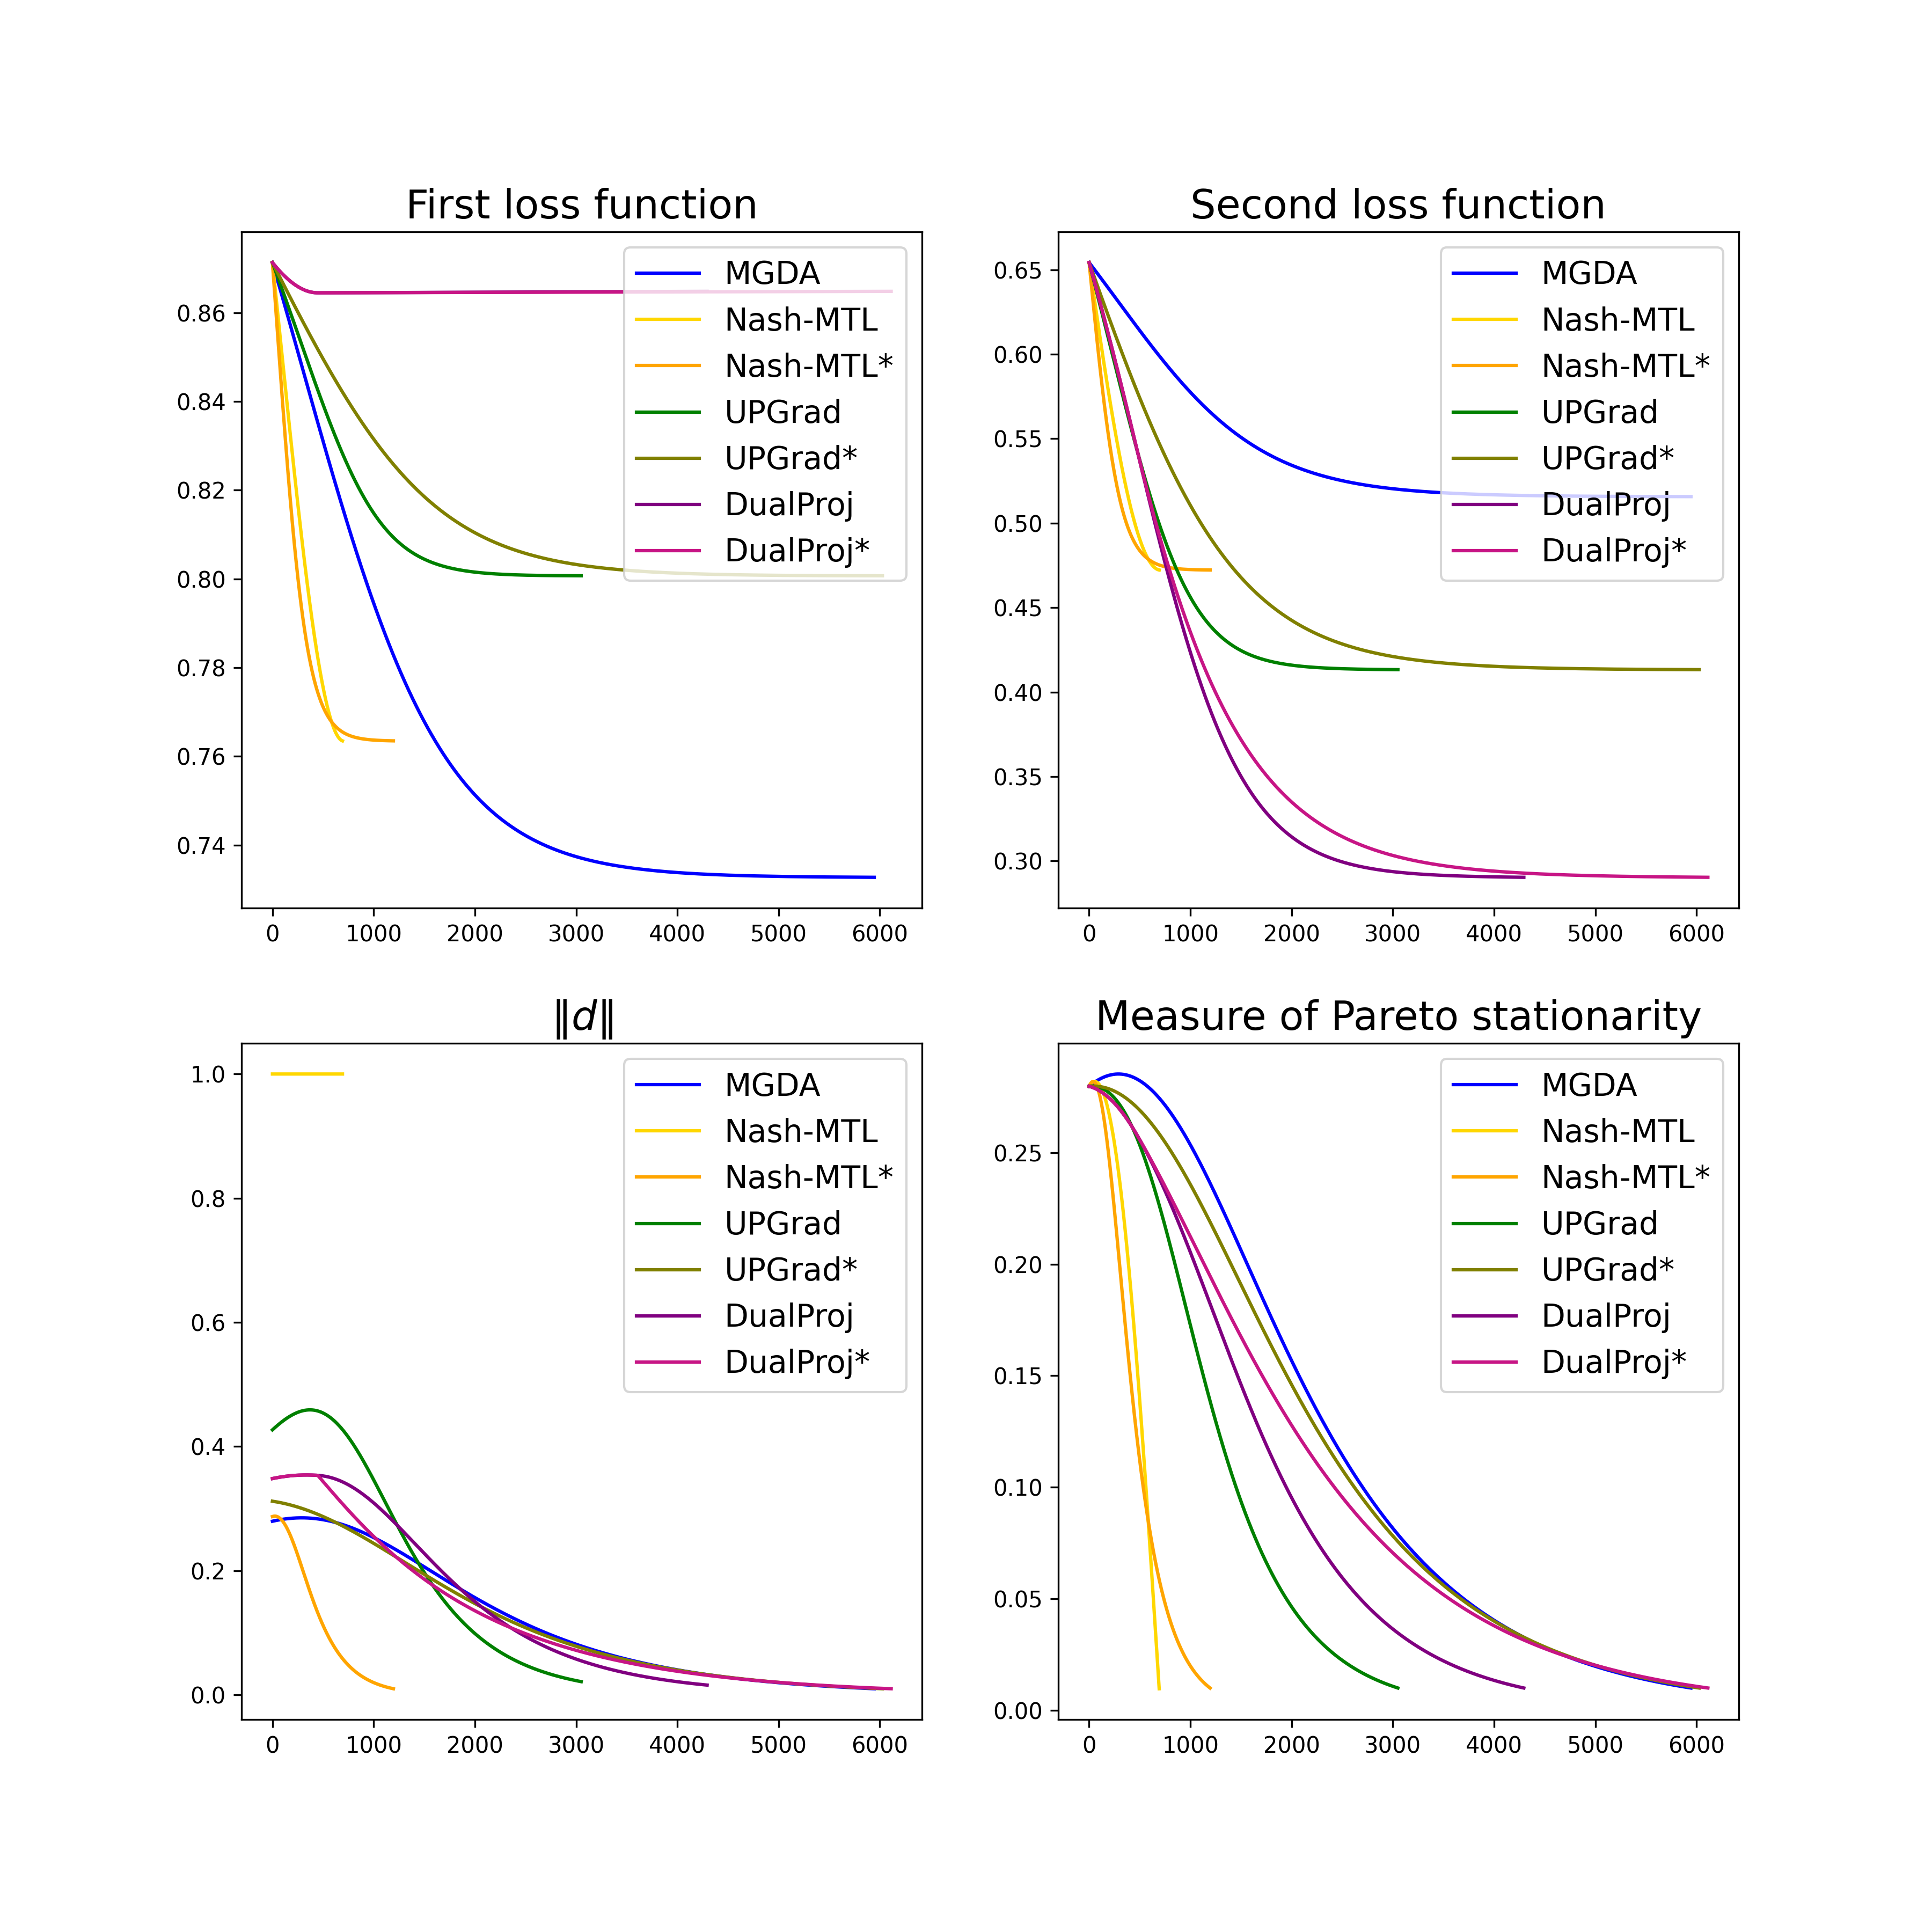 First loss function
0.86
0.84
0.82
0.80
0.78
0.76
0.74
0 1000 2000 3000 4000 5000 6000
MGDA
Nash-MTL
Nash-MTL*
UPGrad
UPGrad*
DualProj
DualProj*
Second loss function
0.65
0.60
0.55
0.50
0.45
0.40
0.35
0.30
0 1000 2000 3000 4000 5000 6000
MGDA
Nash-MTL
Nash-MTL*
UPGrad
UPGrad*
DualProj
DualProj*
‖d‖
1.0
0.8
0.6
0.4
0.2
0.0
0 1000 2000 3000 4000 5000 6000
MGDA
Nash-MTL
Nash-MTL*
UPGrad
UPGrad*
DualProj
DualProj*
Measure of Pareto stationarity
0.25
0.20
0.15
0.10
0.05
0.00
0 1000 2000 3000 4000 5000 6000
MGDA
Nash-MTL
Nash-MTL*
UPGrad
UPGrad*
DualProj
DualProj*